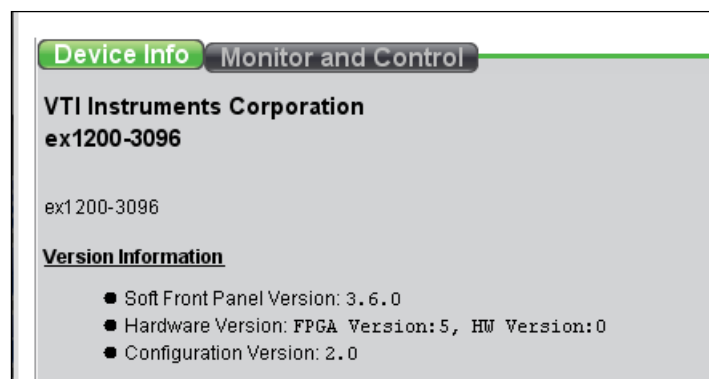 Device Info Monitor and Control
VTI Instruments Corporation
ex1200-3096
ex1200-3096
Version Information
● Soft Front Panel Version: 3.6.0
● Hardware Version: FPGA Version:5, HW Version:0
● Configuration Version: 2.0